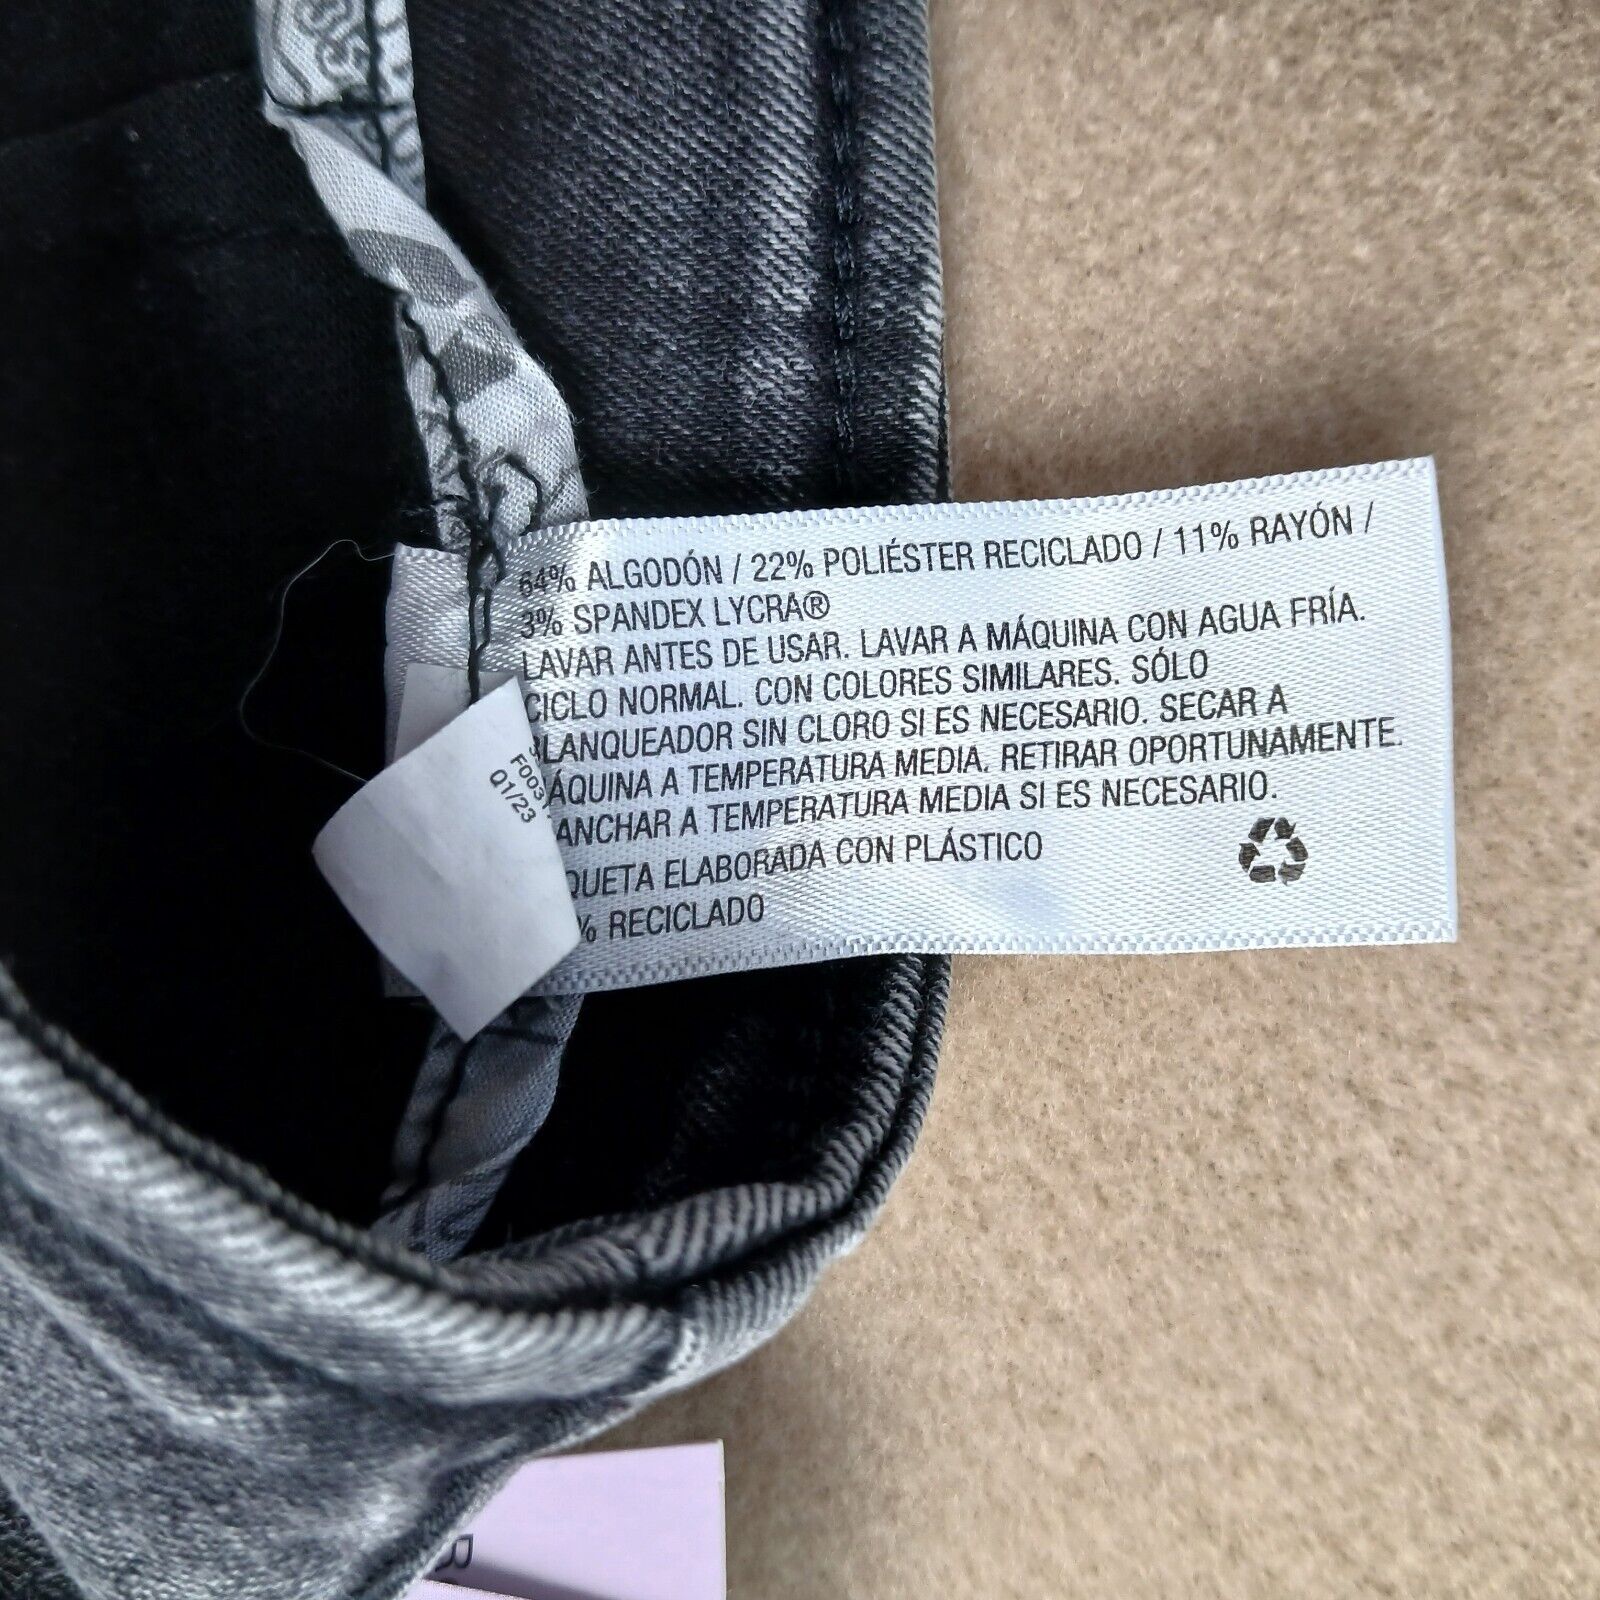 64% ALGODÓN / 22% POLIÉSTER RECICLADO / 11% RAYÓN /
3% SPANDEX LYCRA®
LAVAR ANTES DE USAR. LAVAR A MÁQUINA CON AGUA FRÍA.
CICLO NORMAL. CON COLORES SIMILARES. SÓLO
BLANQUEADOR SIN CLORO SI ES NECESARIO. SECAR A
MÁQUINA A TEMPERATURA MEDIA. RETIRAR OPORTUNAMENTE.
ANCHAR A TEMPERATURA MEDIA SI ES NECESARIO.
QUETA ELABORADA CON PLÁSTICO
% RECICLADO
F003
Q1/23